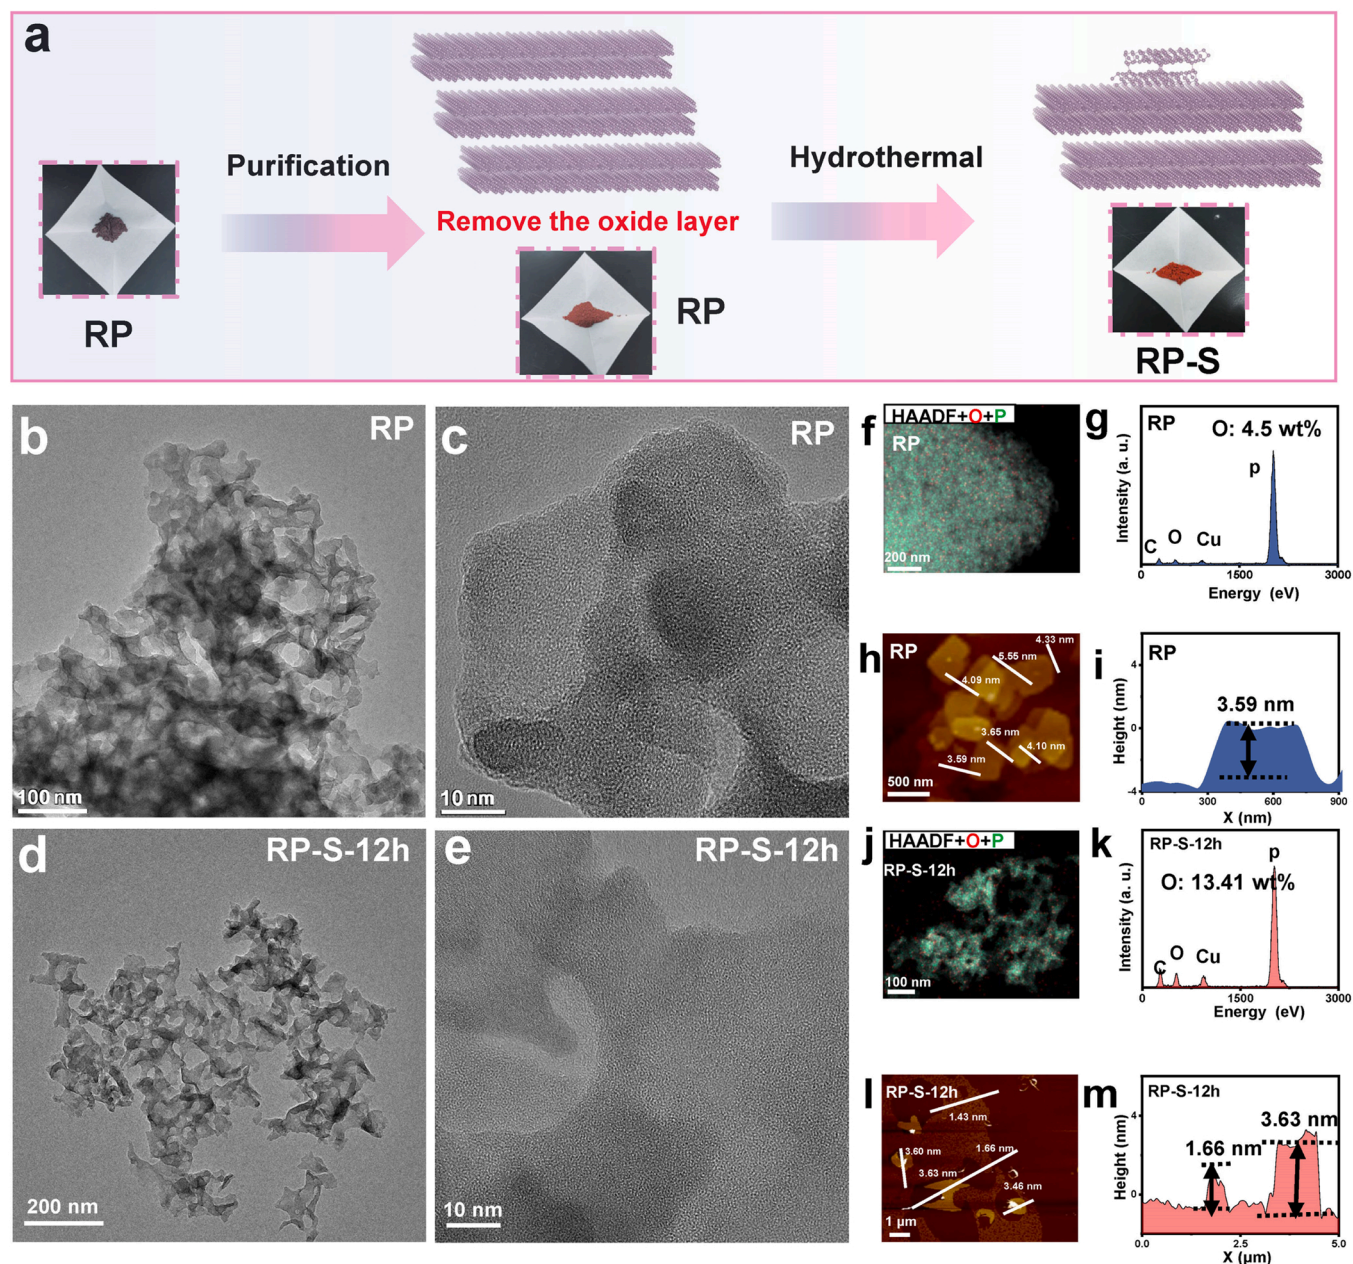 a
Purification
Hydrothermal
Remove the oxide layer
RP
RP
RP-S
b
RP
100 nm
c
RP
10 nm
d
RP-S-12h
200 nm
e
RP-S-12h
10 nm
f
HAADF+O+P
RP
200 nm
g
RP
O: 4.5 wt%
p
C
O
Cu
Intensity (a. u.)
1500
3000
Energy (eV)
h
RP
4.33 nm
5.55 nm
4.09 nm
3.65 nm
4.10 nm
3.59 nm
500 nm
i
RP
3.59 nm
Height (nm)
4
0
-4
0
300
600
900
X (nm)
j
HAADF+O+P
RP-S-12h
100 nm
k
RP-S-12h
p
O: 13.41 wt%
C
O
Cu
Intensity (a. u.)
0
1500
3000
Energy (eV)
l
RP-S-12h
1.43 nm
3.60 nm
1.66 nm
3.63 nm
3.46 nm
1 µm
m
RP-S-12h
3.63 nm
1.66 nm
Height (nm)
4
0
0.0
2.5
5.0
X (µm)